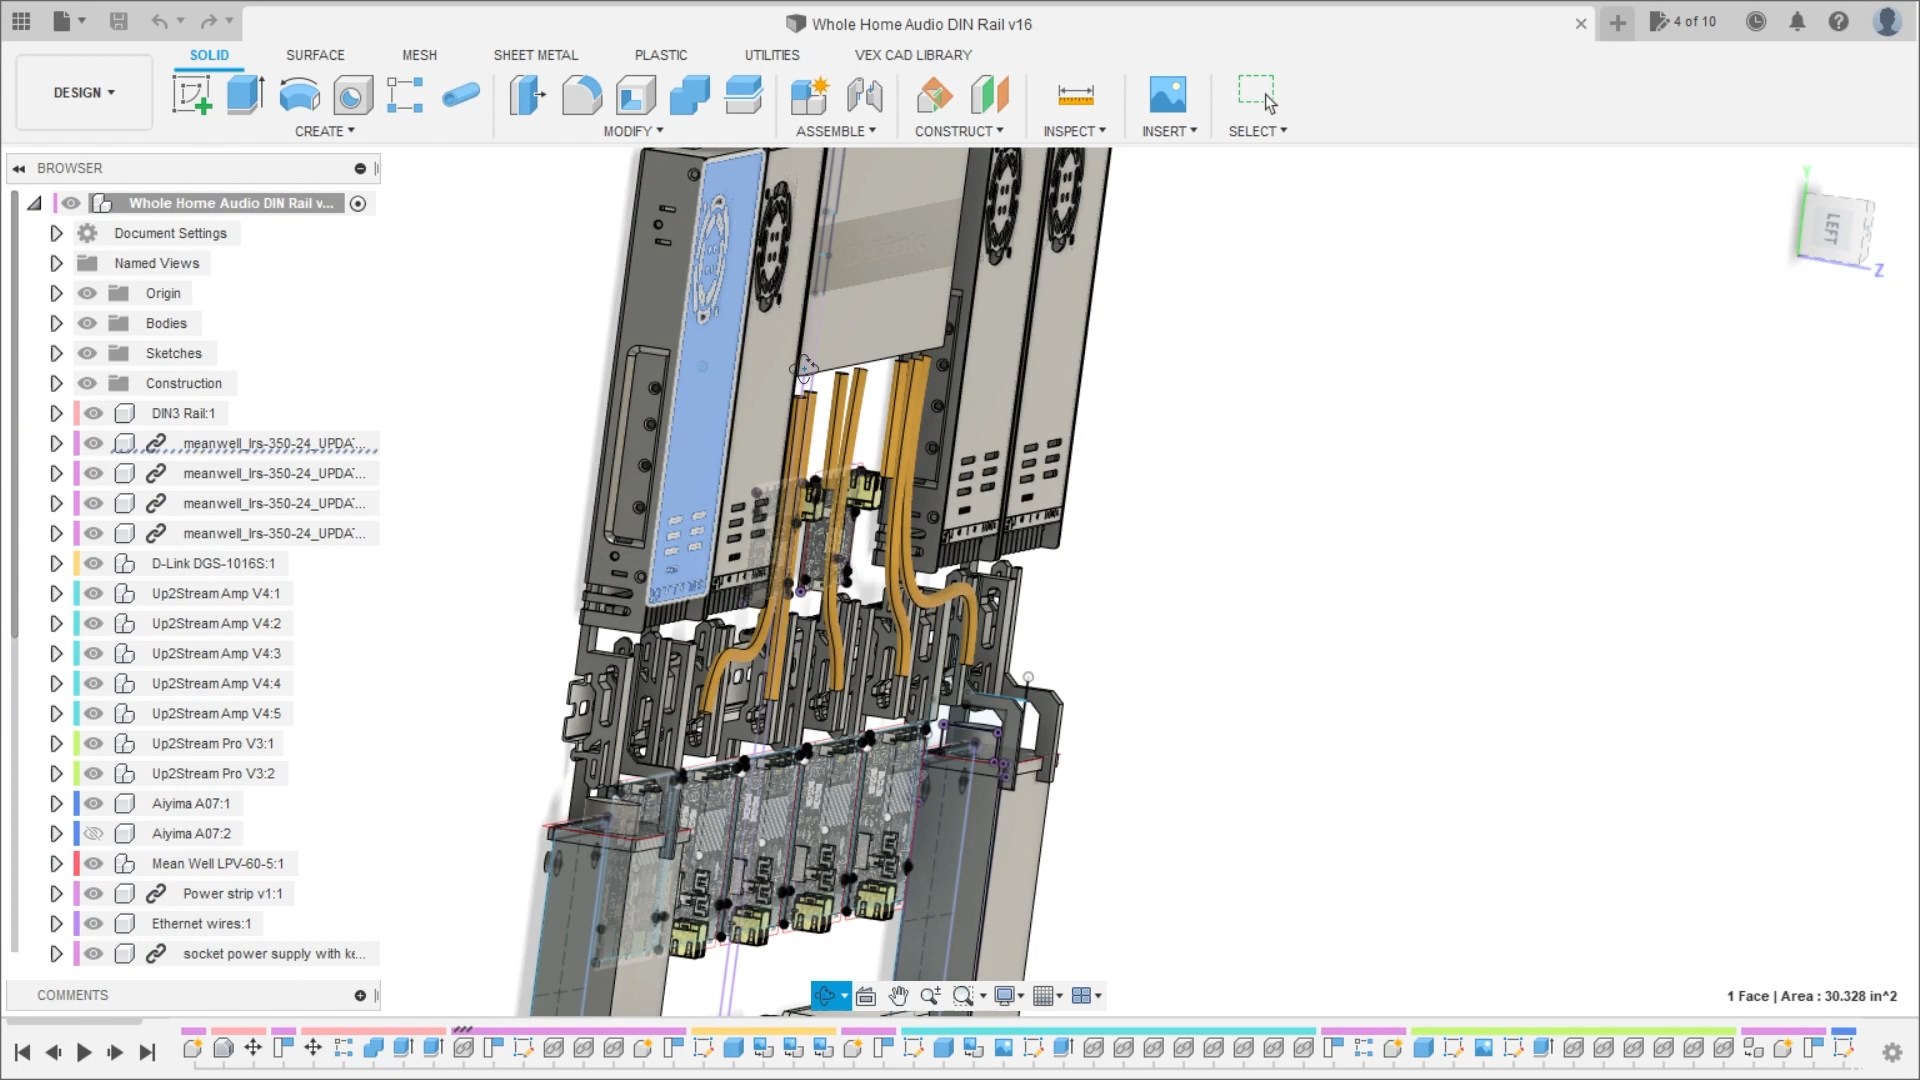 Whole Home Audio DIN Rail v16
4 of 10
DESIGN
SOLID
SURFACE
MESH
SHEET METAL
PLASTIC
UTILITIES
VEX CAD LIBRARY
CREATE
MODIFY
ASSEMBLE
CONSTRUCT
INSPECT
INSERT
SELECT
BROWSER
Whole Home Audio DIN Rail v...
Document Settings
Named Views
Origin
Bodies
Sketches
Construction
DIN3 Rail:1
meanwell_lrs-350-24_UPDAT...
meanwell_lrs-350-24_UPDAT...
meanwell_lrs-350-24_UPDAT...
meanwell_lrs-350-24_UPDAT...
D-Link DGS-1016S:1
Up2Stream Amp V4:1
Up2Stream Amp V4:2
Up2Stream Amp V4:3
Up2Stream Amp V4:4
Up2Stream Amp V4:5
Up2Stream Pro V3:1
Up2Stream Pro V3:2
Aiyima A07:1
Aiyima A07:2
Mean Well LPV-60-5:1
Power strip v1:1
Ethernet wires:1
socket power supply with ke...
COMMENTS
D-Link
Y
LEFT
Z
1 Face | Area : 30.328 in^2